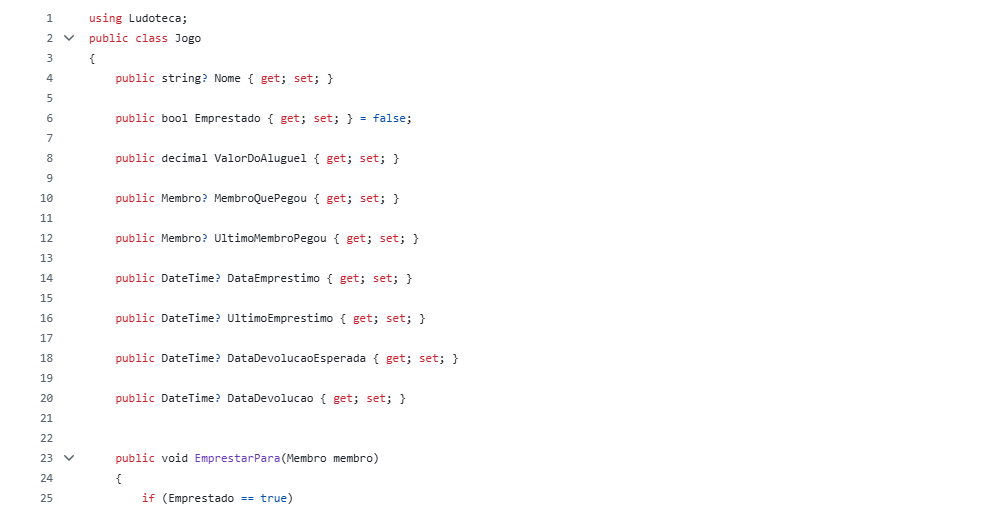 1 using Ludoteca;
2 public class Jogo
3 {
4 public string? Nome { get; set; }
5
6 public bool Emprestado { get; set; } = false;
7
8 public decimal ValorDoAluguel { get; set; }
9
10 public Membro? MembroQuePegou { get; set; }
11
12 public Membro? UltimoMembroPegou { get; set; }
13
14 public DateTime? DataEmprestimo { get; set; }
15
16 public DateTime? UltimoEmprestimo { get; set; }
17
18 public DateTime? DataDevolucaoEsperada { get; set; }
19
20 public DateTime? DataDevolucao { get; set; }
21
22
23 public void EmprestarPara(Membro membro)
24 {
25 if (Emprestado == true)